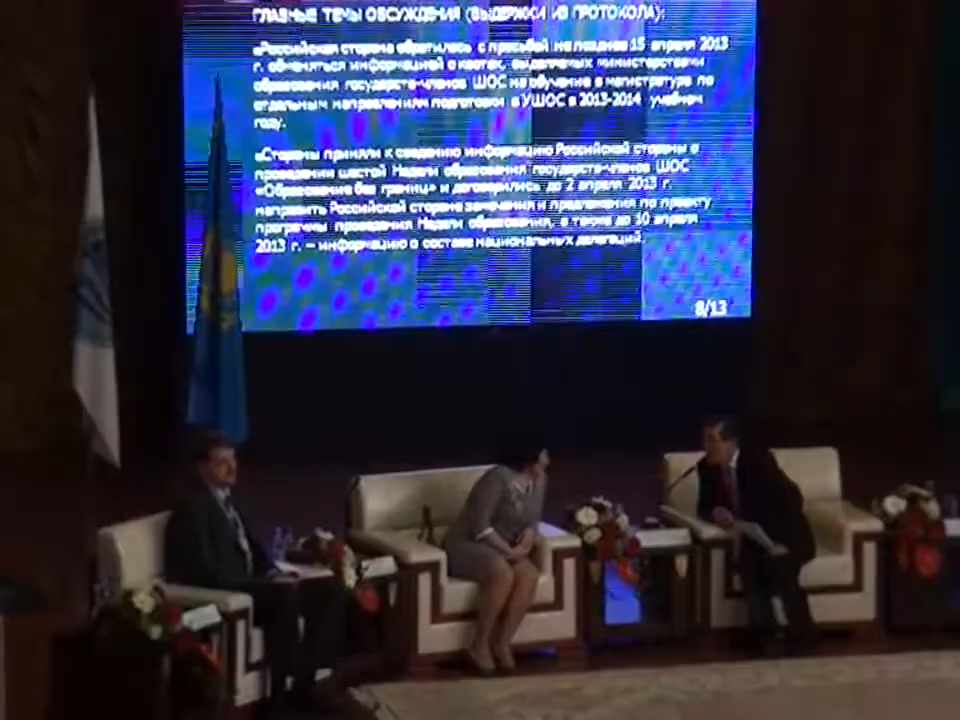 ГЛАВНЫЕ ТЕМЫ ОБСУЖДЕНИЯ (ВЫДЕРЖКИ ИЗ ПРОТОКОЛА):
«Российская сторона обратилась с просьбой не позднее 15 апреля 2013
г. обменяться информацией о квотах, выделяемых министерствами
образования государств-членов ШОС на обучение в магистратуре по
отдельным направлениям подготовки в УШОС в 2013-2014 учебном
году.
«Стороны приняли к сведению информацию Российской стороны о
проведении шестой Недели образования государств-членов ШОС
«Образование без границ» и договорились до 2 апреля 2013 г.
направить Российской стороне замечания и предложения по проекту
программы проведения Недели образования, а также до 10 апреля
2013 г. – информацию о составе национальных делегаций.
8/13